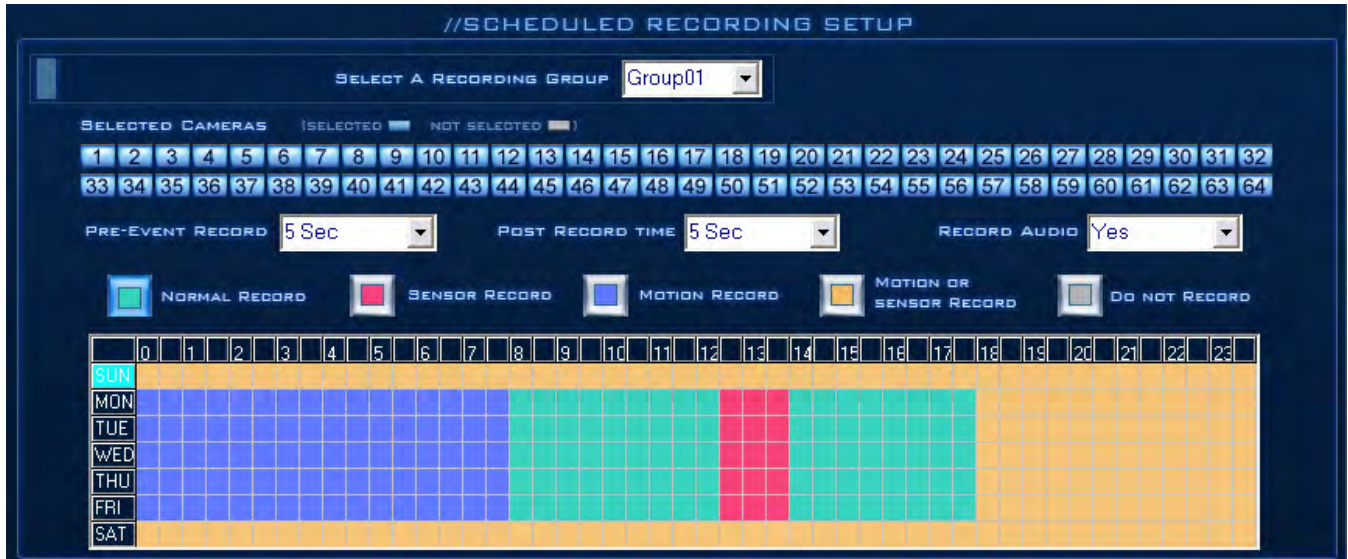 //SCHEDULED RECORDING SETUP
SELECT A RECORDING GROUP Group01
SELECTED CAMERAS (SELECTED NOT SELECTED )
1 2 3 4 5 6 7 8 9 10 11 12 13 14 15 16 17 18 19 20 21 22 23 24 25 26 27 28 29 30 31 32
33 34 35 36 37 38 39 40 41 42 43 44 45 46 47 48 49 50 51 52 53 54 55 56 57 58 59 60 61 62 63 64
PRE-EVENT RECORD 5 Sec POST RECORD TIME 5 Sec RECORD AUDIO Yes
NORMAL RECORD SENSOR RECORD MOTION RECORD MOTION OR SENSOR RECORD DO NOT RECORD
0 1 2 3 4 5 6 7 8 9 10 11 12 13 14 15 16 17 18 19 20 21 22 23
SUN
MON
TUE
WED
THU
FRI
SAT